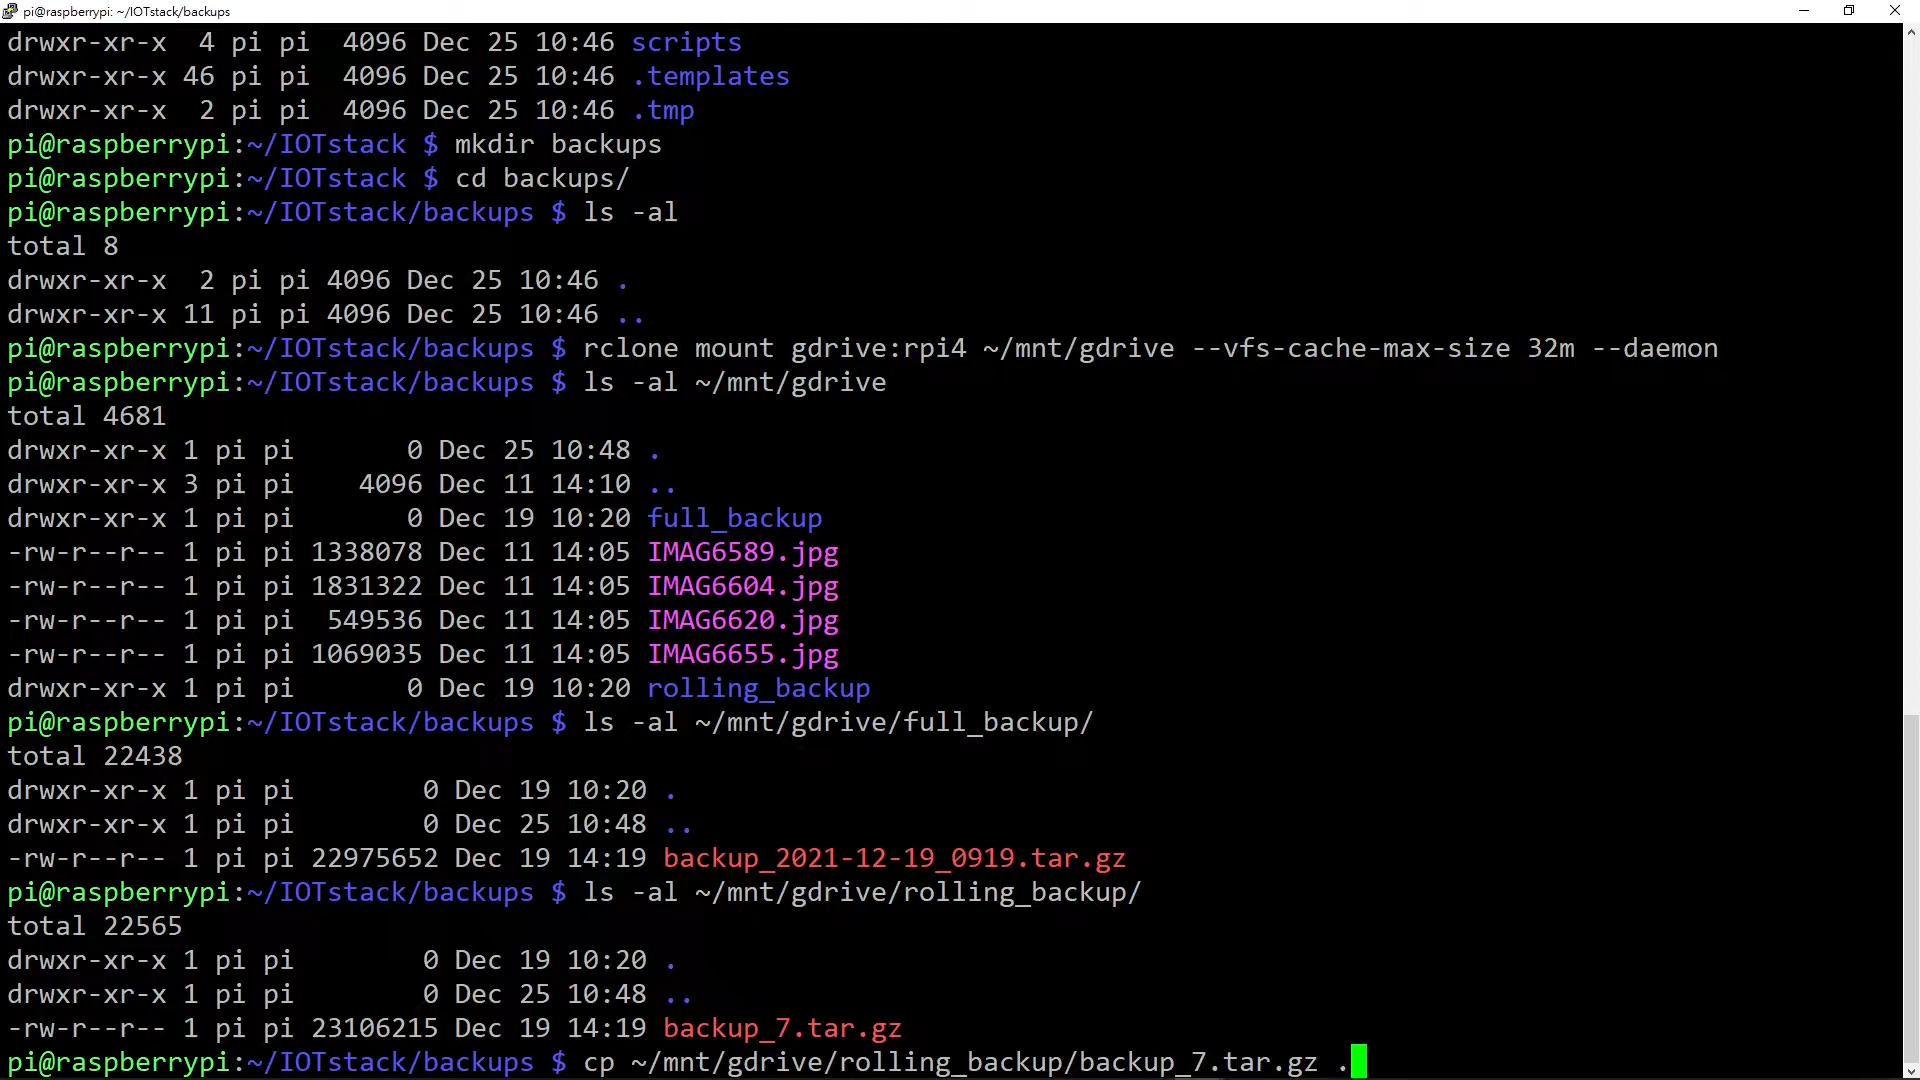 pi@raspberrypi: ~/IOTstack/backups
drwxr-xr-x  4 pi pi  4096 Dec 25 10:46 scripts
drwxr-xr-x 46 pi pi  4096 Dec 25 10:46 .templates
drwxr-xr-x  2 pi pi  4096 Dec 25 10:46 .tmp
pi@raspberrypi:~/IOTstack $ mkdir backups
pi@raspberrypi:~/IOTstack $ cd backups/
pi@raspberrypi:~/IOTstack/backups $ ls -al
total 8
drwxr-xr-x  2 pi pi 4096 Dec 25 10:46 .
drwxr-xr-x 11 pi pi 4096 Dec 25 10:46 ..
pi@raspberrypi:~/IOTstack/backups $ rclone mount gdrive:rpi4 ~/mnt/gdrive --vfs-cache-max-size 32m --daemon
pi@raspberrypi:~/IOTstack/backups $ ls -al ~/mnt/gdrive
total 4681
drwxr-xr-x 1 pi pi       0 Dec 25 10:48 .
drwxr-xr-x 3 pi pi    4096 Dec 11 14:10 ..
drwxr-xr-x 1 pi pi       0 Dec 19 10:20 full_backup
-rw-r--r-- 1 pi pi 1338078 Dec 11 14:05 IMAG6589.jpg
-rw-r--r-- 1 pi pi 1831322 Dec 11 14:05 IMAG6604.jpg
-rw-r--r-- 1 pi pi  549536 Dec 11 14:05 IMAG6620.jpg
-rw-r--r-- 1 pi pi 1069035 Dec 11 14:05 IMAG6655.jpg
drwxr-xr-x 1 pi pi       0 Dec 19 10:20 rolling_backup
pi@raspberrypi:~/IOTstack/backups $ ls -al ~/mnt/gdrive/full_backup/
total 22438
drwxr-xr-x 1 pi pi        0 Dec 19 10:20 .
drwxr-xr-x 1 pi pi        0 Dec 25 10:48 ..
-rw-r--r-- 1 pi pi 22975652 Dec 19 14:19 backup_2021-12-19_0919.tar.gz
pi@raspberrypi:~/IOTstack/backups $ ls -al ~/mnt/gdrive/rolling_backup/
total 22565
drwxr-xr-x 1 pi pi        0 Dec 19 10:20 .
drwxr-xr-x 1 pi pi        0 Dec 25 10:48 ..
-rw-r--r-- 1 pi pi 23106215 Dec 19 14:19 backup_7.tar.gz
pi@raspberrypi:~/IOTstack/backups $ cp ~/mnt/gdrive/rolling_backup/backup_7.tar.gz .